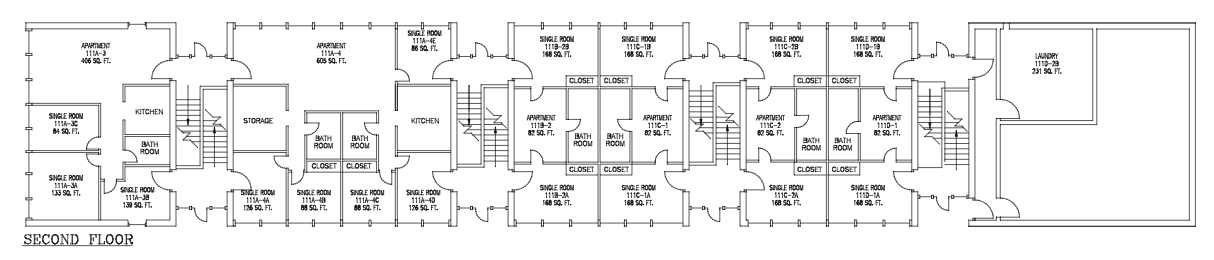 APARTMENT
111A-3
406 SQ. FT.
SINGLE ROOM
111A-3C
84 SQ. FT.
KITCHEN
BATH
ROOM
SINGLE ROOM
111A-3A
133 SQ. FT.
SINGLE ROOM
111A-3B
139 SQ. FT.
APARTMENT
111A-4
605 SQ. FT.
SINGLE ROOM
111A-4E
86 SQ. FT.
STORAGE
BATH
ROOM
BATH
ROOM
KITCHEN
CLOSET
CLOSET
SINGLE ROOM
111A-4A
126 SQ. FT.
SINGLE ROOM
111A-4B
88 SQ. FT.
SINGLE ROOM
111A-4C
88 SQ. FT.
SINGLE ROOM
111A-4D
126 SQ. FT.
SINGLE ROOM
111B-2B
168 SQ. FT.
SINGLE ROOM
111C-1B
168 SQ. FT.
CLOSET
CLOSET
APARTMENT
111B-2
82 SQ. FT.
BATH
ROOM
BATH
ROOM
APARTMENT
111C-1
82 SQ. FT.
CLOSET
CLOSET
SINGLE ROOM
111B-2A
168 SQ. FT.
SINGLE ROOM
111C-1A
168 SQ. FT.
SINGLE ROOM
111C-2B
168 SQ. FT.
SINGLE ROOM
111D-1B
168 SQ. FT.
CLOSET
CLOSET
APARTMENT
111C-2
82 SQ. FT.
BATH
ROOM
BATH
ROOM
APARTMENT
111D-1
82 SQ. FT.
CLOSET
CLOSET
SINGLE ROOM
111C-2A
168 SQ. FT.
SINGLE ROOM
111D-1A
168 SQ. FT.
LAUNDRY
111D-2B
231 SQ. FT.
SECOND FLOOR